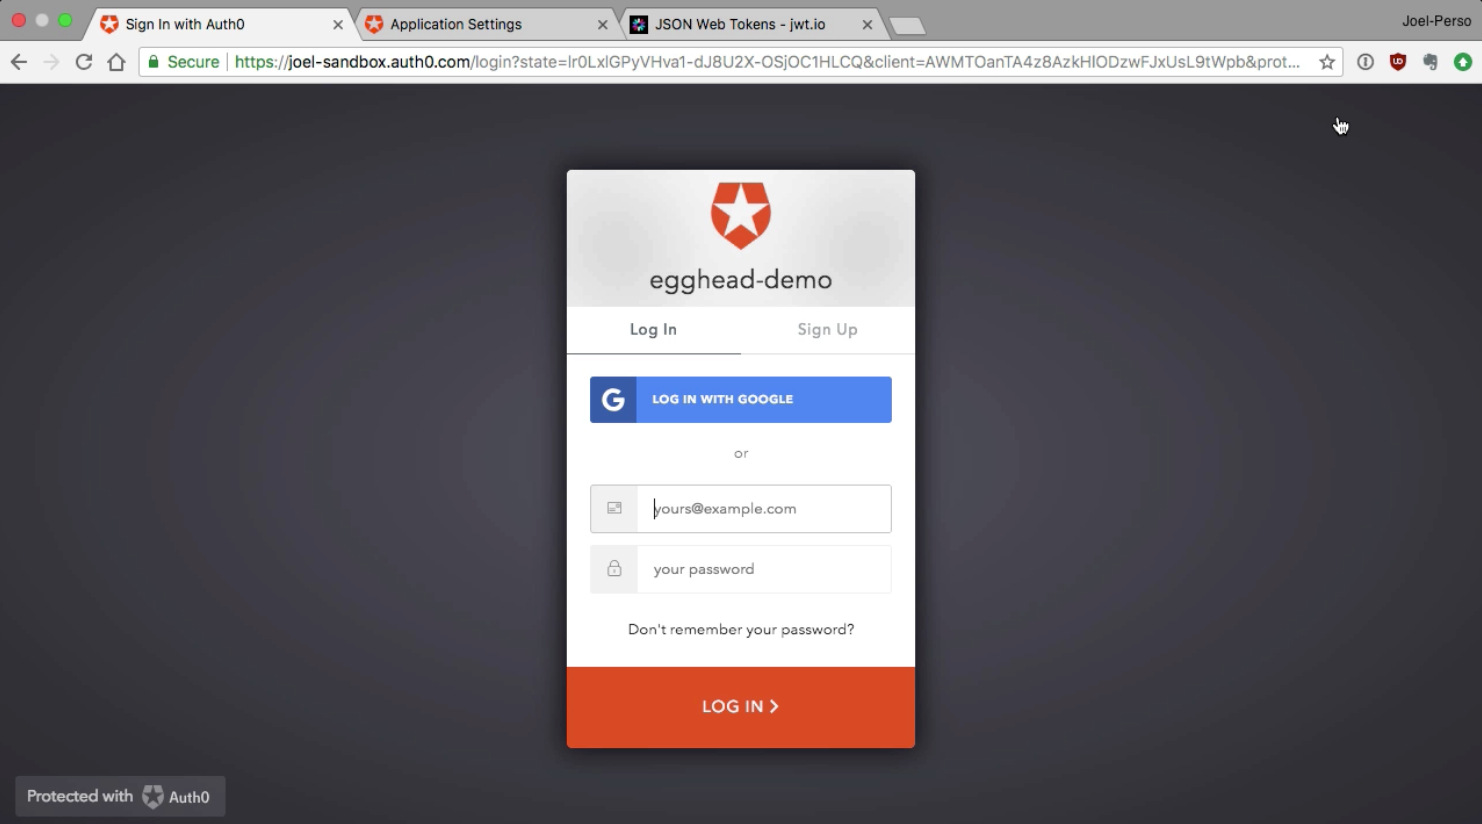 Sign In with Auth0
Application Settings
JSON Web Tokens - jwt.io
Joel-Perso
Secure
https://joel-sandbox.auth0.com/login?state=lr0LxlGPyVHva1-dJ8U2X-OSjOC1HLCQ&client=AWMTOanTA4z8AzkHlODzwFJxUsL9tWpb&prot...
egghead-demo
Log In
Sign Up
LOG IN WITH GOOGLE
or
yours@example.com
your password
Don't remember your password?
LOG IN >
Protected with Auth0